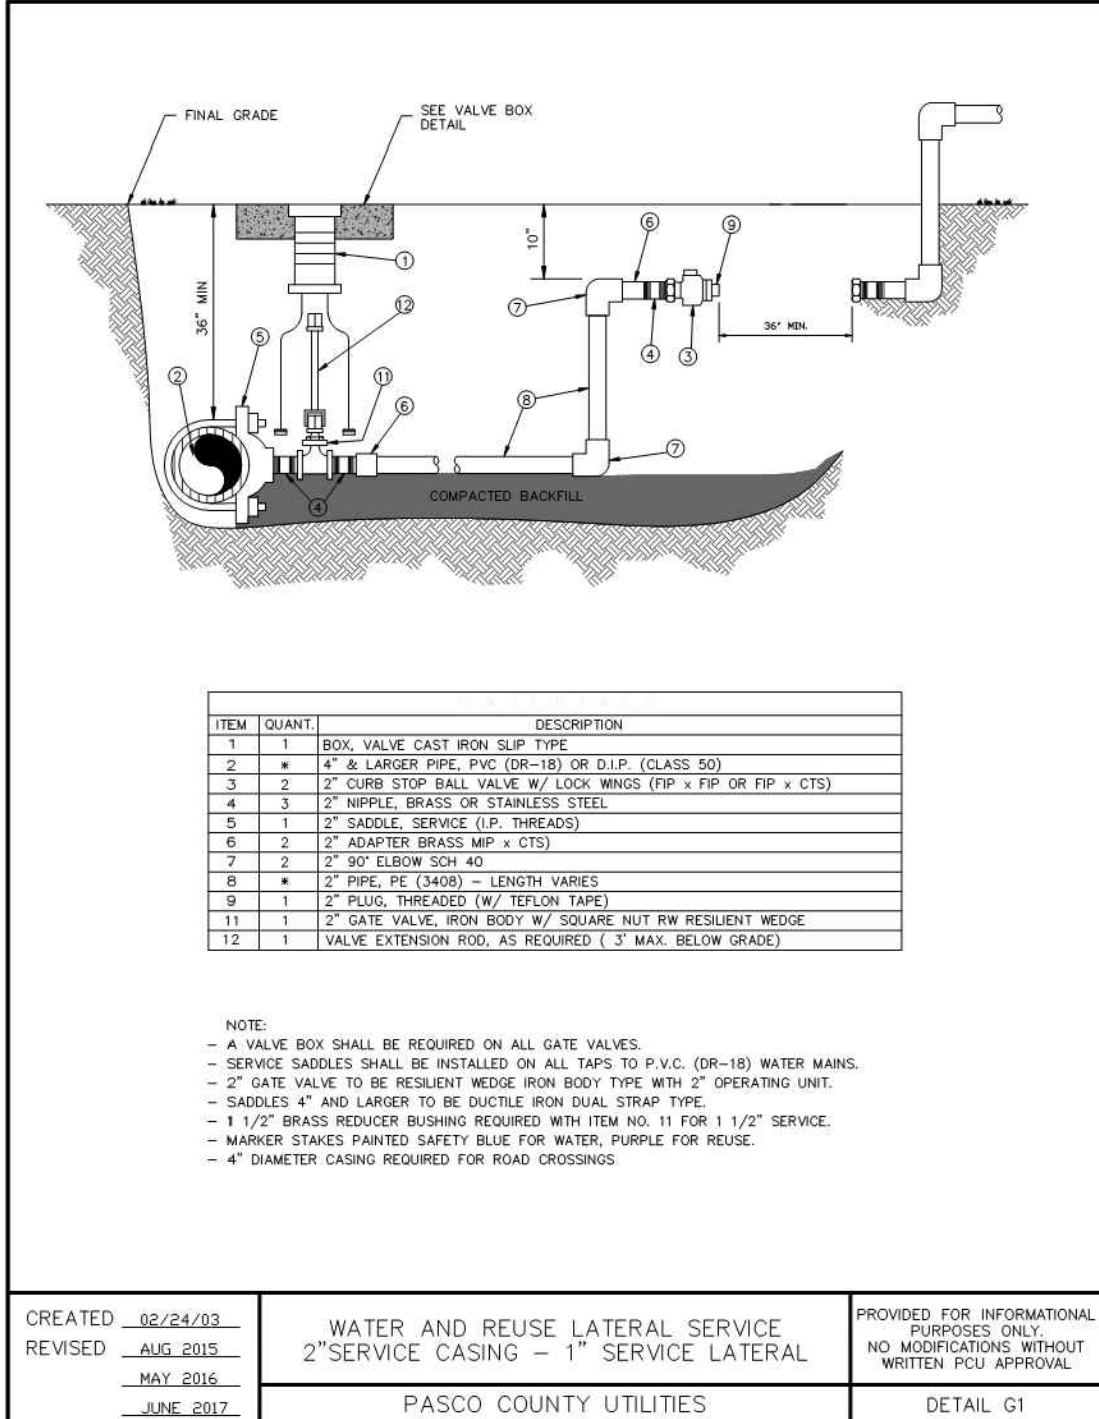 FINAL GRADE
SEE VALVE BOX
DETAIL
10"
6
9
1
36" MIN
12
7
5
4
3
36" MIN.
2
11
6
8
7
4
COMPACTED BACKFILL
MATERIALS
ITEM QUANT. DESCRIPTION
1 1 BOX, VALVE CAST IRON SLIP TYPE
2 * 4" & LARGER PIPE, PVC (DR-18) OR D.I.P. (CLASS 50)
3 2 2" CURB STOP BALL VALVE W/ LOCK WINGS (FIP x FIP OR FIP x CTS)
4 3 2" NIPPLE, BRASS OR STAINLESS STEEL
5 1 2" SADDLE, SERVICE (I.P. THREADS)
6 2 2" ADAPTER BRASS MIP x CTS)
7 2 2" 90° ELBOW SCH 40
8 * 2" PIPE, PE (3408) - LENGTH VARIES
9 1 2" PLUG, THREADED (W/ TEFLON TAPE)
11 1 2" GATE VALVE, IRON BODY W/ SQUARE NUT RW RESILIENT WEDGE
12 1 VALVE EXTENSION ROD, AS REQUIRED ( 3' MAX. BELOW GRADE)
NOTE:
- A VALVE BOX SHALL BE REQUIRED ON ALL GATE VALVES.
- SERVICE SADDLES SHALL BE INSTALLED ON ALL TAPS TO P.V.C. (DR-18) WATER MAINS.
- 2" GATE VALVE TO BE RESILIENT WEDGE IRON BODY TYPE WITH 2" OPERATING UNIT.
- SADDLES 4" AND LARGER TO BE DUCTILE IRON DUAL STRAP TYPE.
- 1 1/2" BRASS REDUCER BUSHING REQUIRED WITH ITEM NO. 11 FOR 1 1/2" SERVICE.
- MARKER STAKES PAINTED SAFETY BLUE FOR WATER, PURPLE FOR REUSE.
- 4" DIAMETER CASING REQUIRED FOR ROAD CROSSINGS
CREATED 02/24/03
REVISED AUG 2015
MAY 2016
JUNE 2017
WATER AND REUSE LATERAL SERVICE
2"SERVICE CASING - 1" SERVICE LATERAL
PASCO COUNTY UTILITIES
PROVIDED FOR INFORMATIONAL
PURPOSES ONLY.
NO MODIFICATIONS WITHOUT
WRITTEN PCU APPROVAL
DETAIL G1